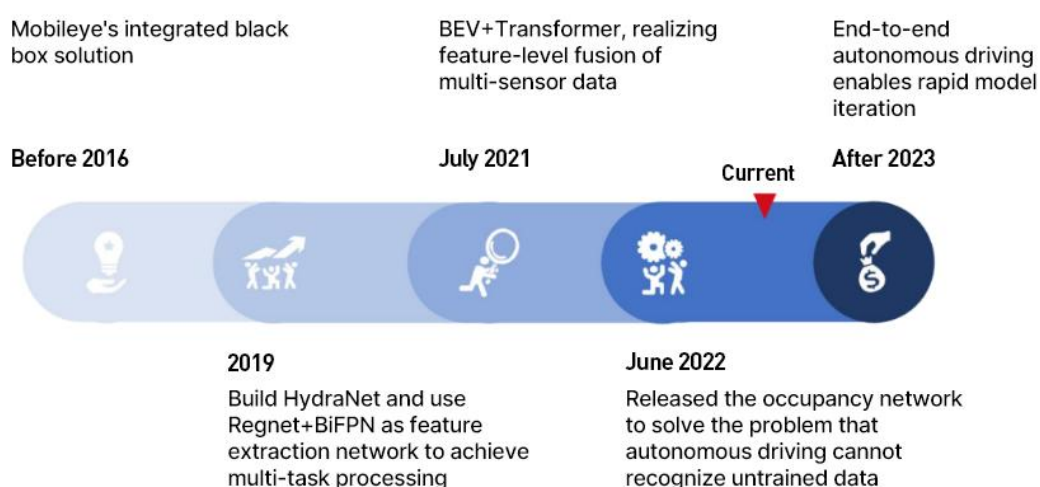 Mobileye's integrated black
box solution
Before 2016
BEV+Transformer, realizing
feature-level fusion of
multi-sensor data
July 2021
End-to-end
autonomous driving
enables rapid model
iteration
After 2023
Current
$
2019
Build HydraNet and use
Regnet+BiFPN as feature
extraction network to achieve
multi-task processing
June 2022
Released the occupancy network
to solve the problem that
autonomous driving cannot
recognize untrained data